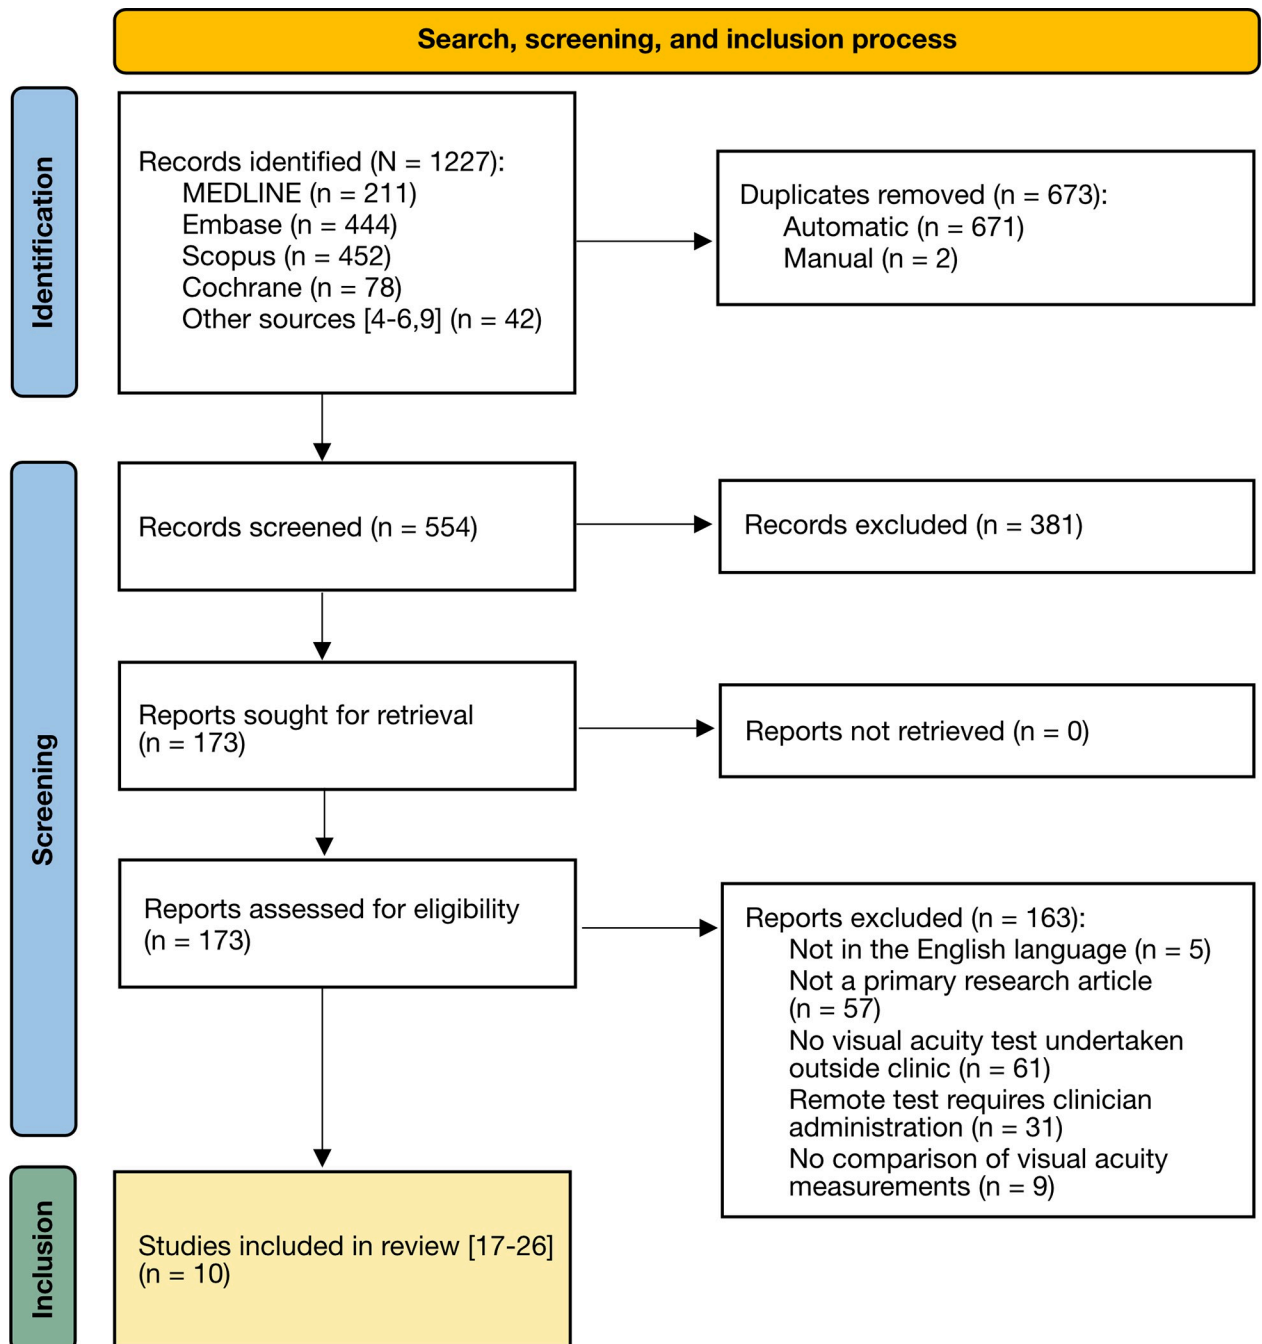 Search, screening, and inclusion process
Identification
Records identified (N = 1227):
MEDLINE (n = 211)
Embase (n = 444)
Scopus (n = 452)
Cochrane (n = 78)
Other sources [4-6,9] (n = 42)
Duplicates removed (n = 673):
Automatic (n = 671)
Manual (n = 2)
Screening
Records screened (n = 554)
Records excluded (n = 381)
Reports sought for retrieval
(n = 173)
Reports not retrieved (n = 0)
Reports assessed for eligibility
(n = 173)
Reports excluded (n = 163):
Not in the English language (n = 5)
Not a primary research article
(n = 57)
No visual acuity test undertaken
outside clinic (n = 61)
Remote test requires clinician
administration (n = 31)
No comparison of visual acuity
measurements (n = 9)
Inclusion
Studies included in review [17-26]
(n = 10)